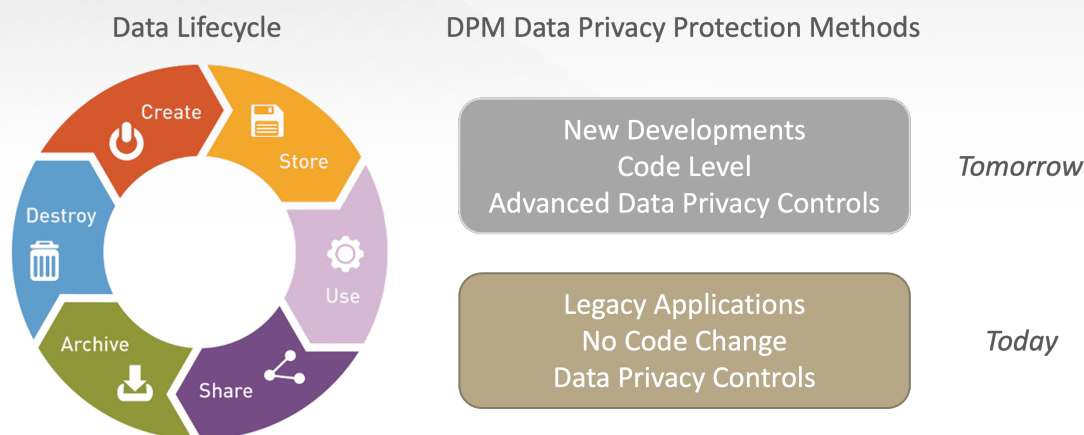 Data Lifecycle
DPM Data Privacy Protection Methods
Create
Store
Use
Share
Archive
Destroy
New Developments
Code Level
Advanced Data Privacy Controls
Tomorrow
Legacy Applications
No Code Change
Data Privacy Controls
Today